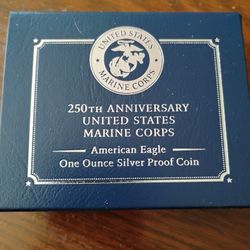 UNITED STATES
MARINE CORPS
250TH ANNIVERSARY
UNITED STATES
MARINE CORPS
American Eagle
One Ounce Silver Proof Coin